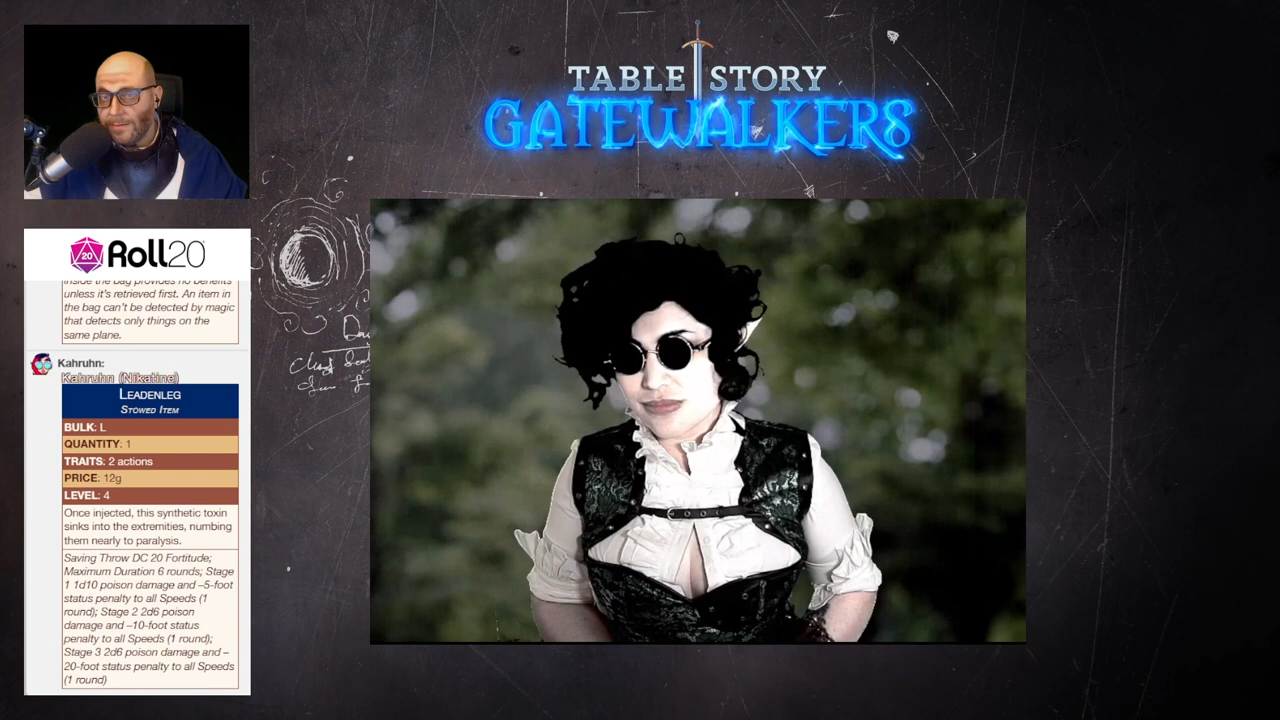 TABLE STORY
GATEWALKERS
20 Roll20
inside the bag provides no benefits
unless it's retrieved first. An item in
the bag can't be detected by magic
that detects only things on the
same plane.
Kahruhn:
Kahruhn (Nikatine)
LEADENLEG
STOWED ITEM
BULK: L
QUANTITY: 1
TRAITS: 2 actions
PRICE: 12g
LEVEL: 4
Once injected, this synthetic toxin
sinks into the extremities, numbing
them nearly to paralysis.
Saving Throw DC 20 Fortitude;
Maximum Duration 6 rounds; Stage
1 1d10 poison damage and –5-foot
status penalty to all Speeds (1
round); Stage 2 2d6 poison
damage and –10-foot status
penalty to all Speeds (1 round);
Stage 3 2d6 poison damage and –
20-foot status penalty to all Speeds
(1 round)